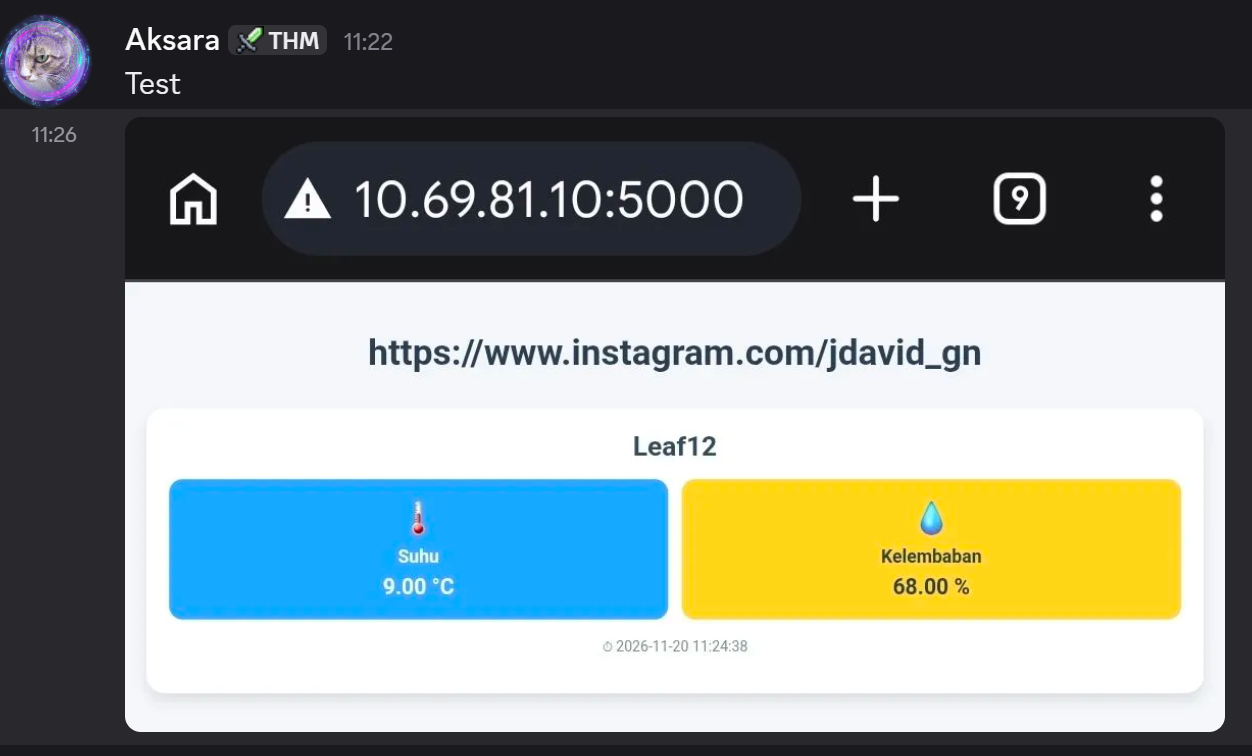 Aksara THM 11:22
Test
11:26
10.69.81.10:5000
9
https://www.instagram.com/jdavid_gn
Leaf12
Suhu
9.00 °C
Kelembaban
68.00 %
⏱ 2026-11-20 11:24:38